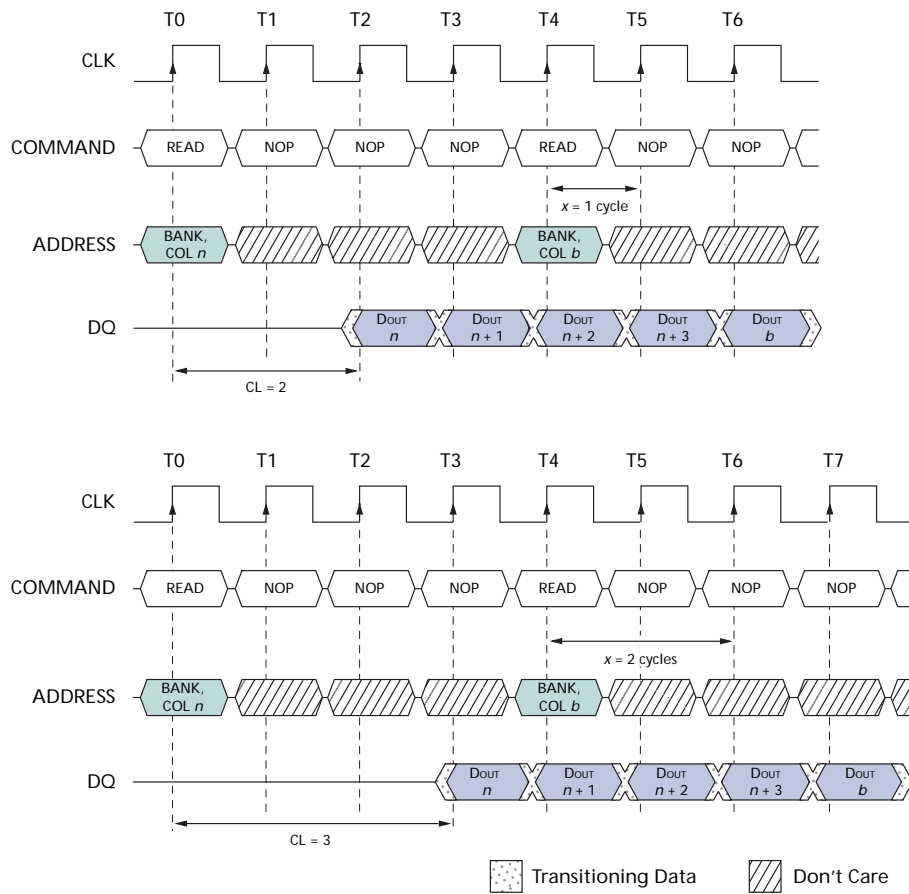 T0 T1 T2 T3 T4 T5 T6
CLK
COMMAND READ NOP NOP NOP READ NOP NOP
x = 1 cycle
ADDRESS BANK, COL n BANK, COL b
DQ DOUT n DOUT n + 1 DOUT n + 2 DOUT n + 3 DOUT b
CL = 2
T0 T1 T2 T3 T4 T5 T6 T7
CLK
COMMAND READ NOP NOP NOP READ NOP NOP NOP
x = 2 cycles
ADDRESS BANK, COL n BANK, COL b
DQ DOUT n DOUT n + 1 DOUT n + 2 DOUT n + 3 DOUT b
CL = 3
Transitioning Data Don't Care